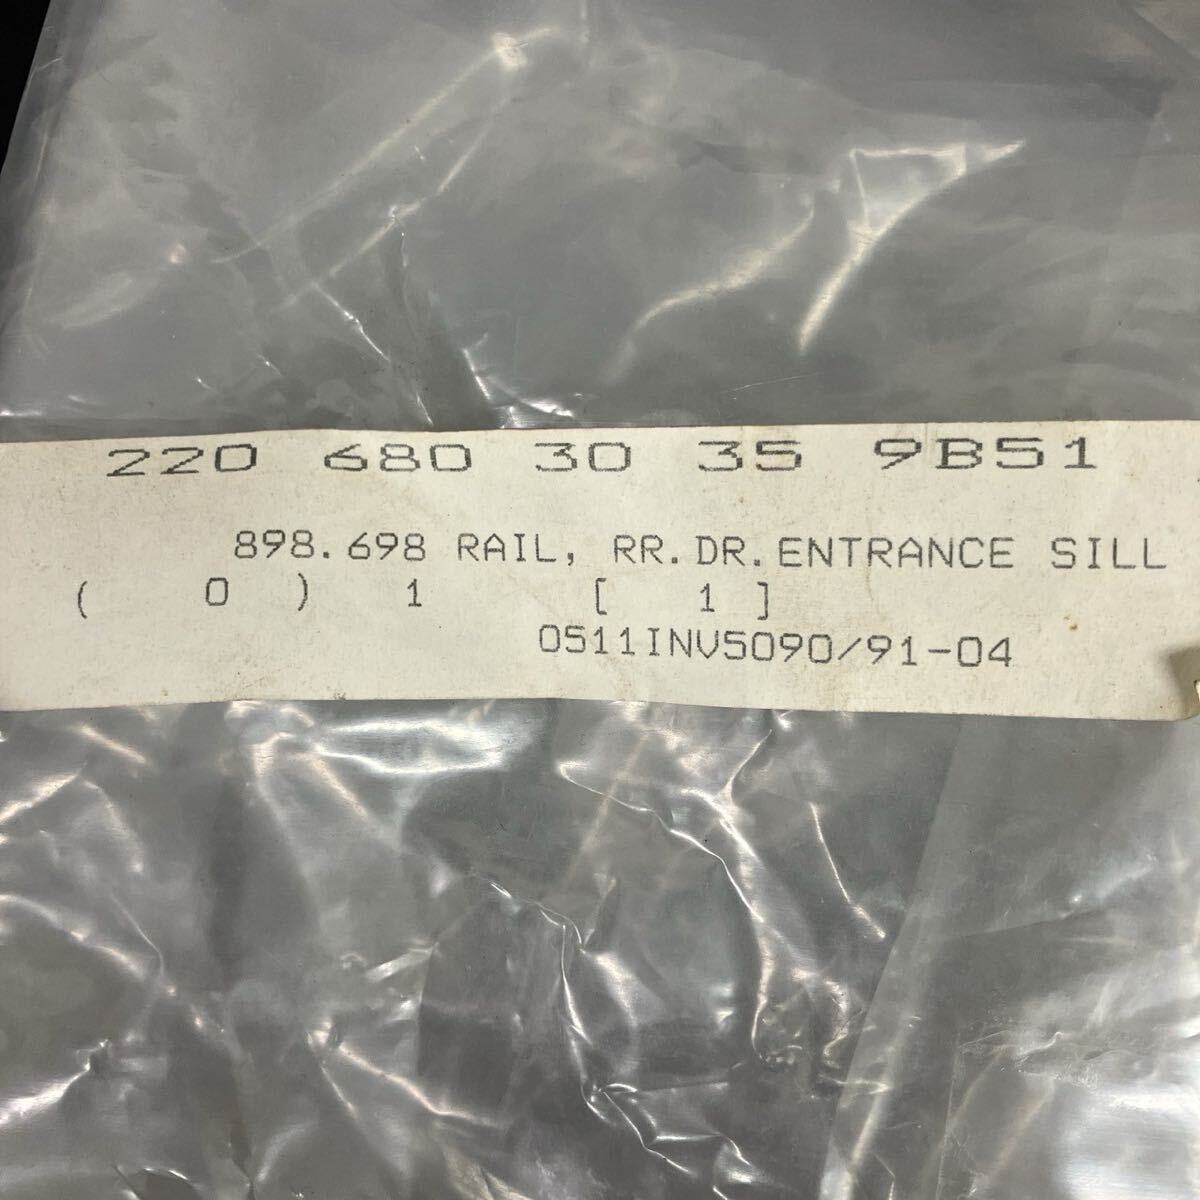 220 680 30 35 9B51
898.698 RAIL, RR.DR.ENTRANCE SILL
( 0 ) 1 [ 1 ]
0511INV5090/91-04